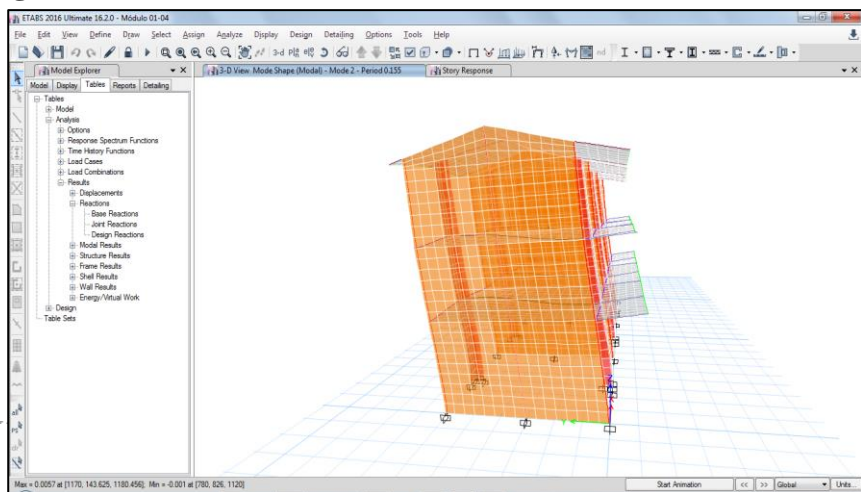 ETABS 2016 Ultimate 16.2.0 - Módulo 01-04
File Edit View Define Draw Select Assign Analyze Display Design Detailing Options Tools Help
Model Explorer
3-D View Mode Shape (Modal) - Mode 2 - Period 0.155
Story Response
Model Display Tables Reports Detailing
Tables
Model
Analysis
Options
Response Spectrum Functions
Time History Functions
Load Cases
Load Combinations
Results
Displacements
Reactions
Base Reactions
Joint Reactions
Design Reactions
Modal Results
Structure Results
Frame Results
Shell Results
Wall Results
Energy/Virtual Work
Design
Table Sets
Max = 0.0057 at [1170, 143.625, 1180.456]; Min = -0.001 at [780, 826, 1120]
Start Animation << >> Global Units...